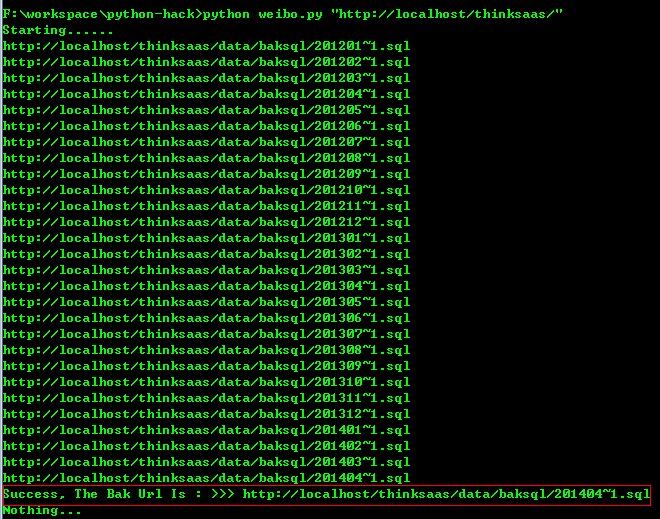 F:\workspace\python-hack>python weibo.py "http://localhost/thinksaas/"
Starting......
http://localhost/thinksaas/data/baksql/201201~1.sql
http://localhost/thinksaas/data/baksql/201202~1.sql
http://localhost/thinksaas/data/baksql/201203~1.sql
http://localhost/thinksaas/data/baksql/201204~1.sql
http://localhost/thinksaas/data/baksql/201205~1.sql
http://localhost/thinksaas/data/baksql/201206~1.sql
http://localhost/thinksaas/data/baksql/201207~1.sql
http://localhost/thinksaas/data/baksql/201208~1.sql
http://localhost/thinksaas/data/baksql/201209~1.sql
http://localhost/thinksaas/data/baksql/201210~1.sql
http://localhost/thinksaas/data/baksql/201211~1.sql
http://localhost/thinksaas/data/baksql/201212~1.sql
http://localhost/thinksaas/data/baksql/201301~1.sql
http://localhost/thinksaas/data/baksql/201302~1.sql
http://localhost/thinksaas/data/baksql/201303~1.sql
http://localhost/thinksaas/data/baksql/201304~1.sql
http://localhost/thinksaas/data/baksql/201305~1.sql
http://localhost/thinksaas/data/baksql/201306~1.sql
http://localhost/thinksaas/data/baksql/201307~1.sql
http://localhost/thinksaas/data/baksql/201308~1.sql
http://localhost/thinksaas/data/baksql/201309~1.sql
http://localhost/thinksaas/data/baksql/201310~1.sql
http://localhost/thinksaas/data/baksql/201311~1.sql
http://localhost/thinksaas/data/baksql/201312~1.sql
http://localhost/thinksaas/data/baksql/201401~1.sql
http://localhost/thinksaas/data/baksql/201402~1.sql
http://localhost/thinksaas/data/baksql/201403~1.sql
http://localhost/thinksaas/data/baksql/201404~1.sql
Success, The Bak Url Is : >>> http://localhost/thinksaas/data/baksql/201404~1.sql
Nothing...